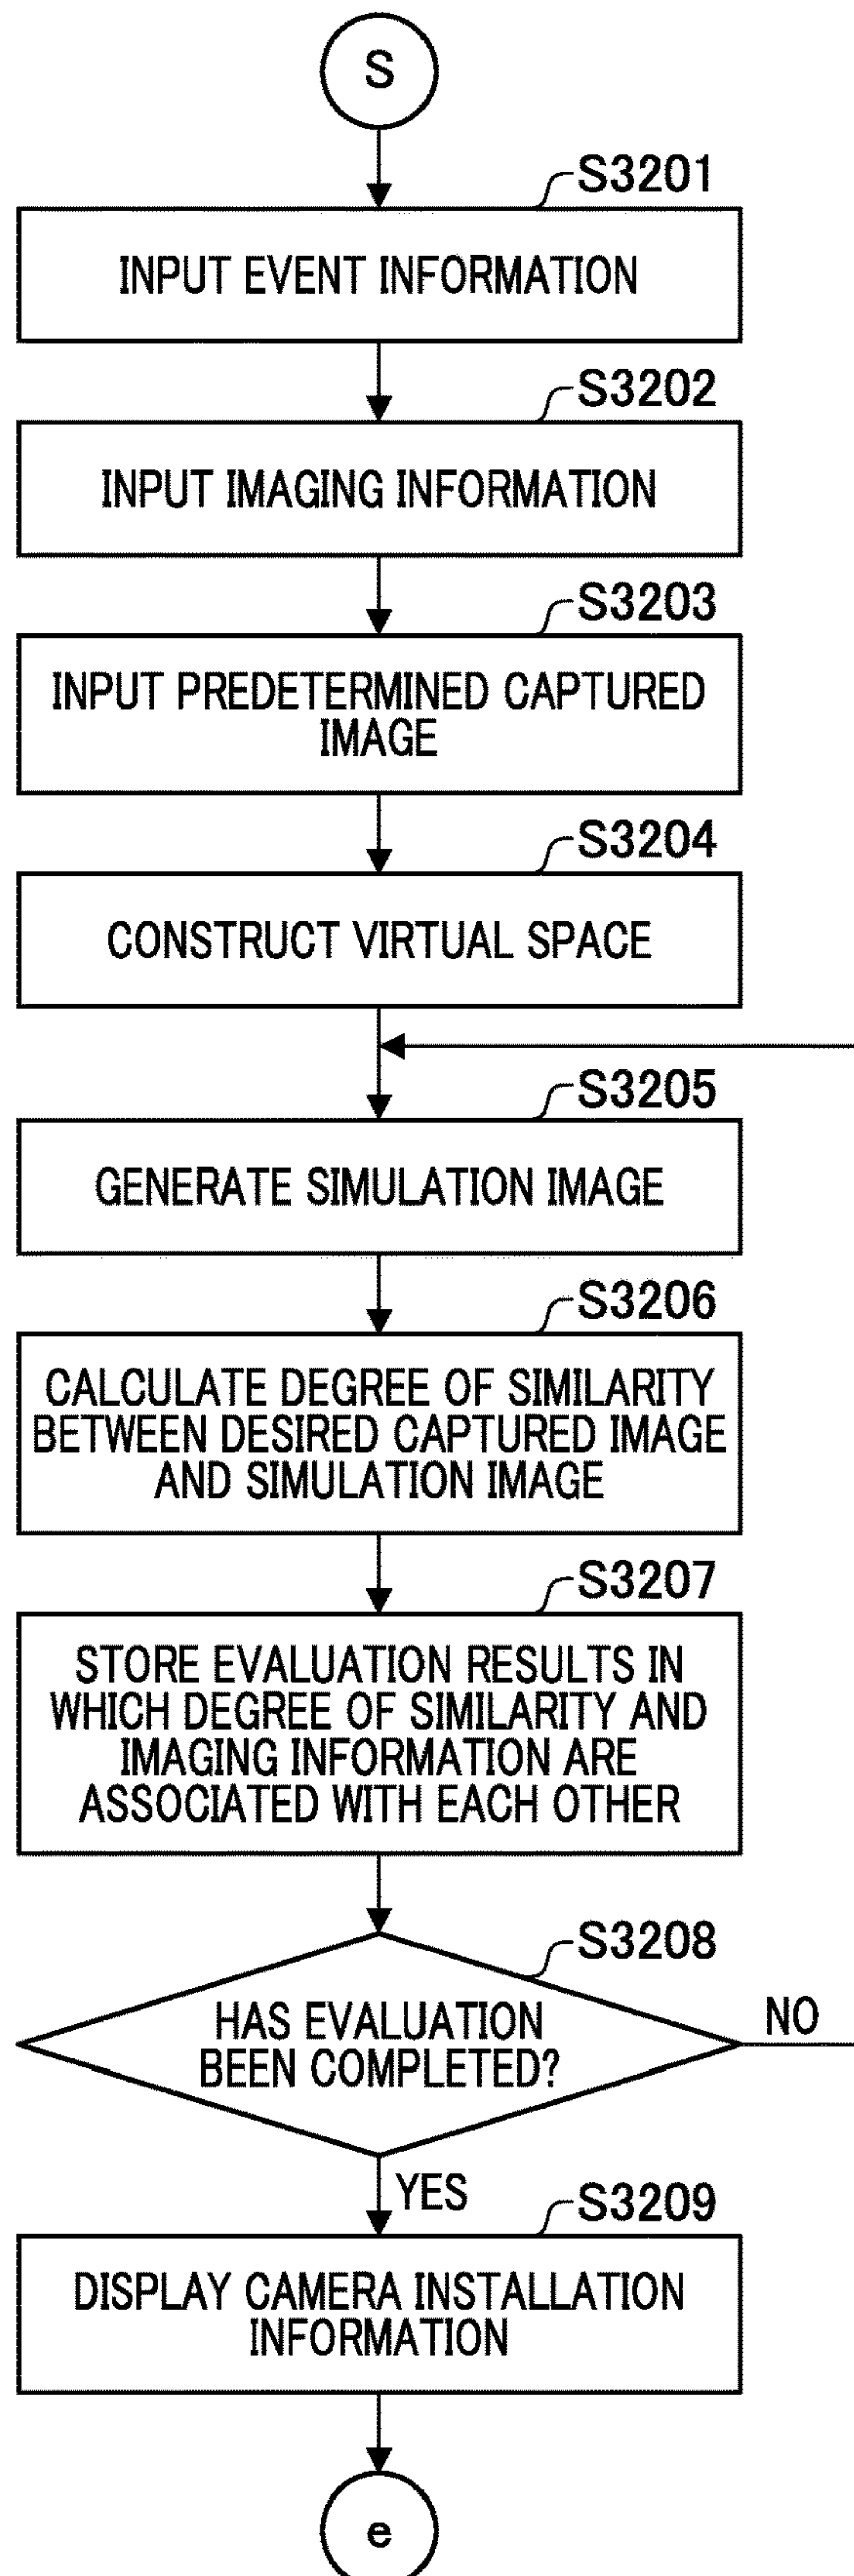 S
S3201
INPUT EVENT INFORMATION
S3202
INPUT IMAGING INFORMATION
S3203
INPUT PREDETERMINED CAPTURED
IMAGE
S3204
CONSTRUCT VIRTUAL SPACE
S3205
GENERATE SIMULATION IMAGE
S3206
CALCULATE DEGREE OF SIMILARITY
BETWEEN DESIRED CAPTURED IMAGE
AND SIMULATION IMAGE
S3207
STORE EVALUATION RESULTS IN
WHICH DEGREE OF SIMILARITY AND
IMAGING INFORMATION ARE
ASSOCIATED WITH EACH OTHER
S3208
HAS EVALUATION
BEEN COMPLETED?
NO
YES
S3209
DISPLAY CAMERA INSTALLATION
INFORMATION
e